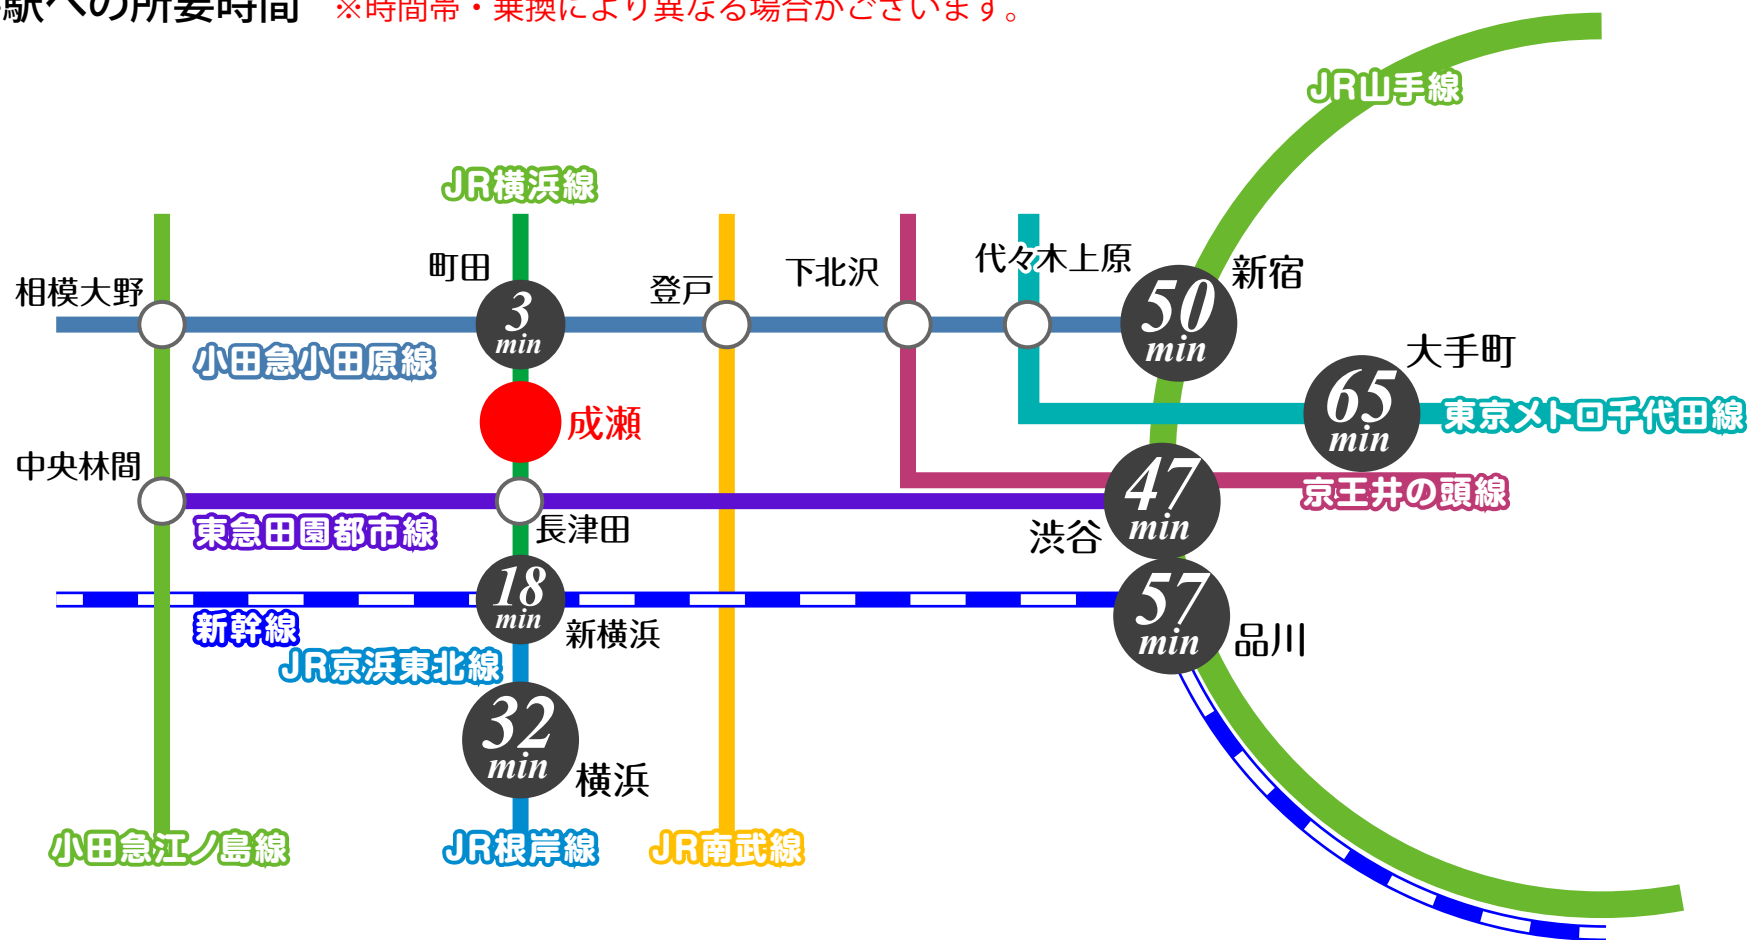 駅への所要時間 ※時間帯・乗換により異なる場合がございます。
JR山手線
JR横浜線
町田
相模大野
登戸
下北沢
代々木上原
新宿
3
min
50
min
小田急小田原線
大手町
65
min
成瀬
東京メトロ千代田線
中央林間
47
min
京王井の頭線
東急田園都市線
長津田
渋谷
18
min
57
min
新幹線
新横浜
品川
JR京浜東北線
32
min
横浜
小田急江ノ島線
JR根岸線
JR南武線